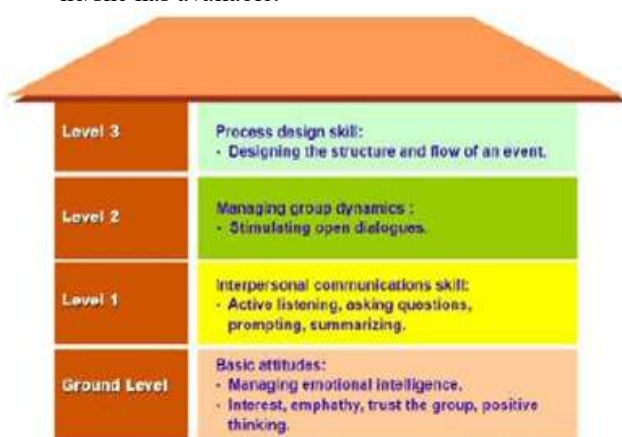 Level 3
Process design skill:
- Designing the structure and flow of an event.
Level 2
Managing group dynamics :
- Stimulating open dialogues.
Level 1
Interpersonal communications skill:
- Active listening, asking questions,
prompting, summarizing.
Ground Level
Basic attitudes:
- Managing emotional intelligence.
- Interest, emphathy, trust the group, positive
thinking.